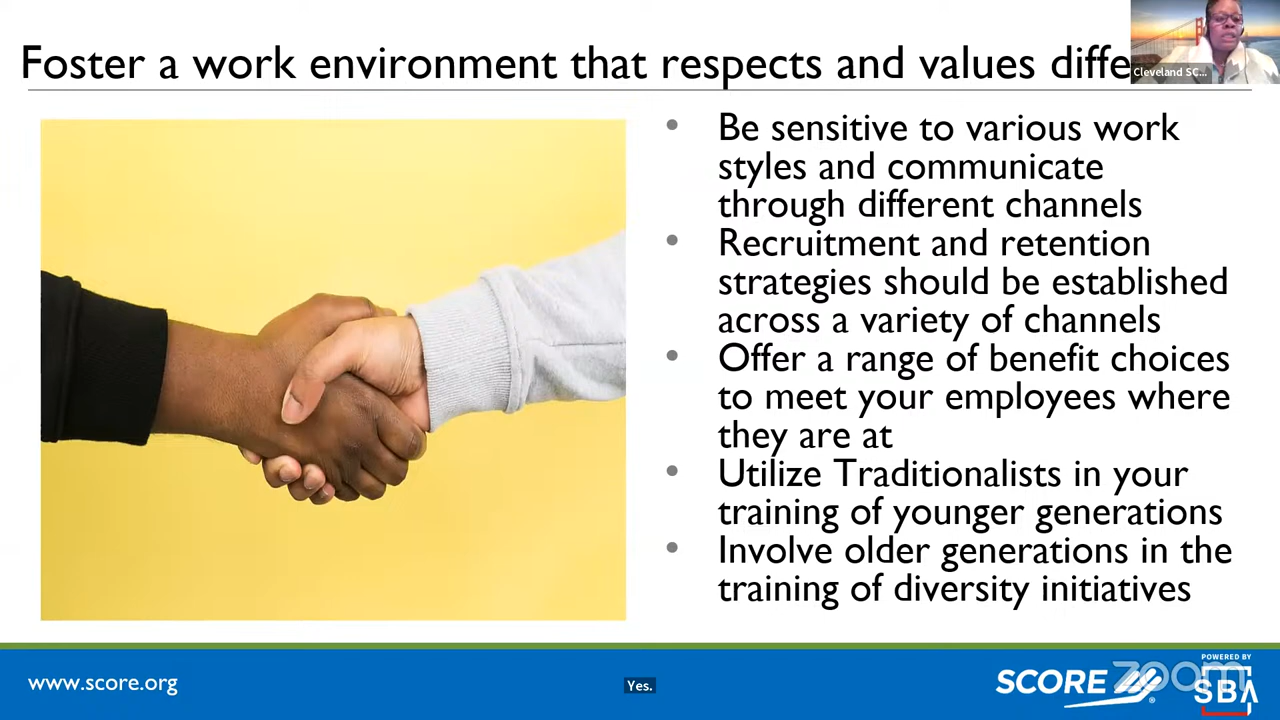 Foster a work environment that respects and values diffe
Cleveland SC...
• Be sensitive to various work
styles and communicate
through different channels
• Recruitment and retention
strategies should be established
across a variety of channels
• Offer a range of benefit choices
to meet your employees where
they are at
• Utilize Traditionalists in your
training of younger generations
• Involve older generations in the
training of diversity initiatives
www.score.org
Yes.
SCORE
zoom
POWERED BY
SBA